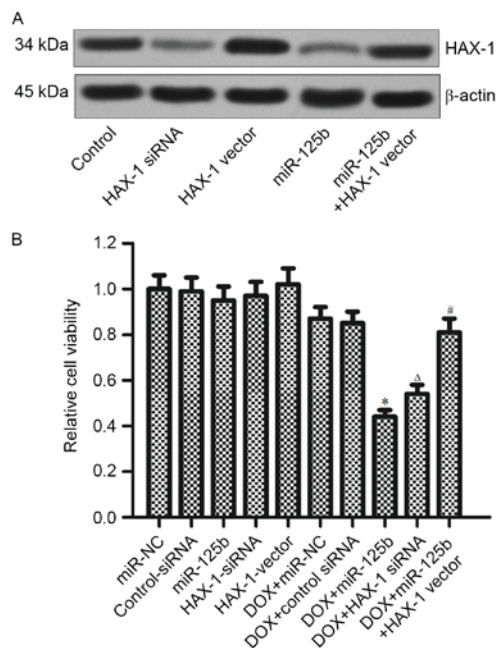 A
34 kDa
HAX-1
45 kDa
β-actin
Control
HAX-1 siRNA
HAX-1 vector
miR-125b
miR-125b
+HAX-1 vector
B
Relative cell viability
1.2
1.0
0.8
0.6
0.4
0.2
0.0
*
Δ
#
miR-NC
Control-siRNA
miR-125b
HAX-1-siRNA
HAX-1-vector
DOX+miR-NC
DOX+control siRNA
DOX+miR-125b
DOX+HAX-1 siRNA
DOX+miR-125b
+HAX-1 vector